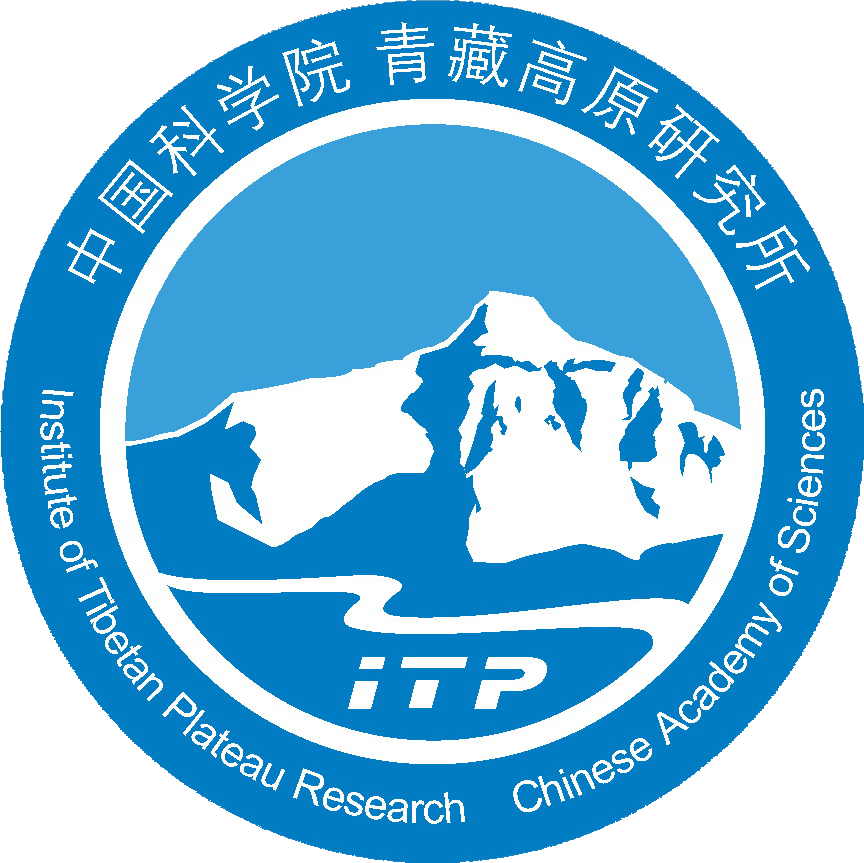 中国科学院 青藏高原研究所
Institute of Tibetan Plateau Research
Chinese Academy of Sciences
iTP